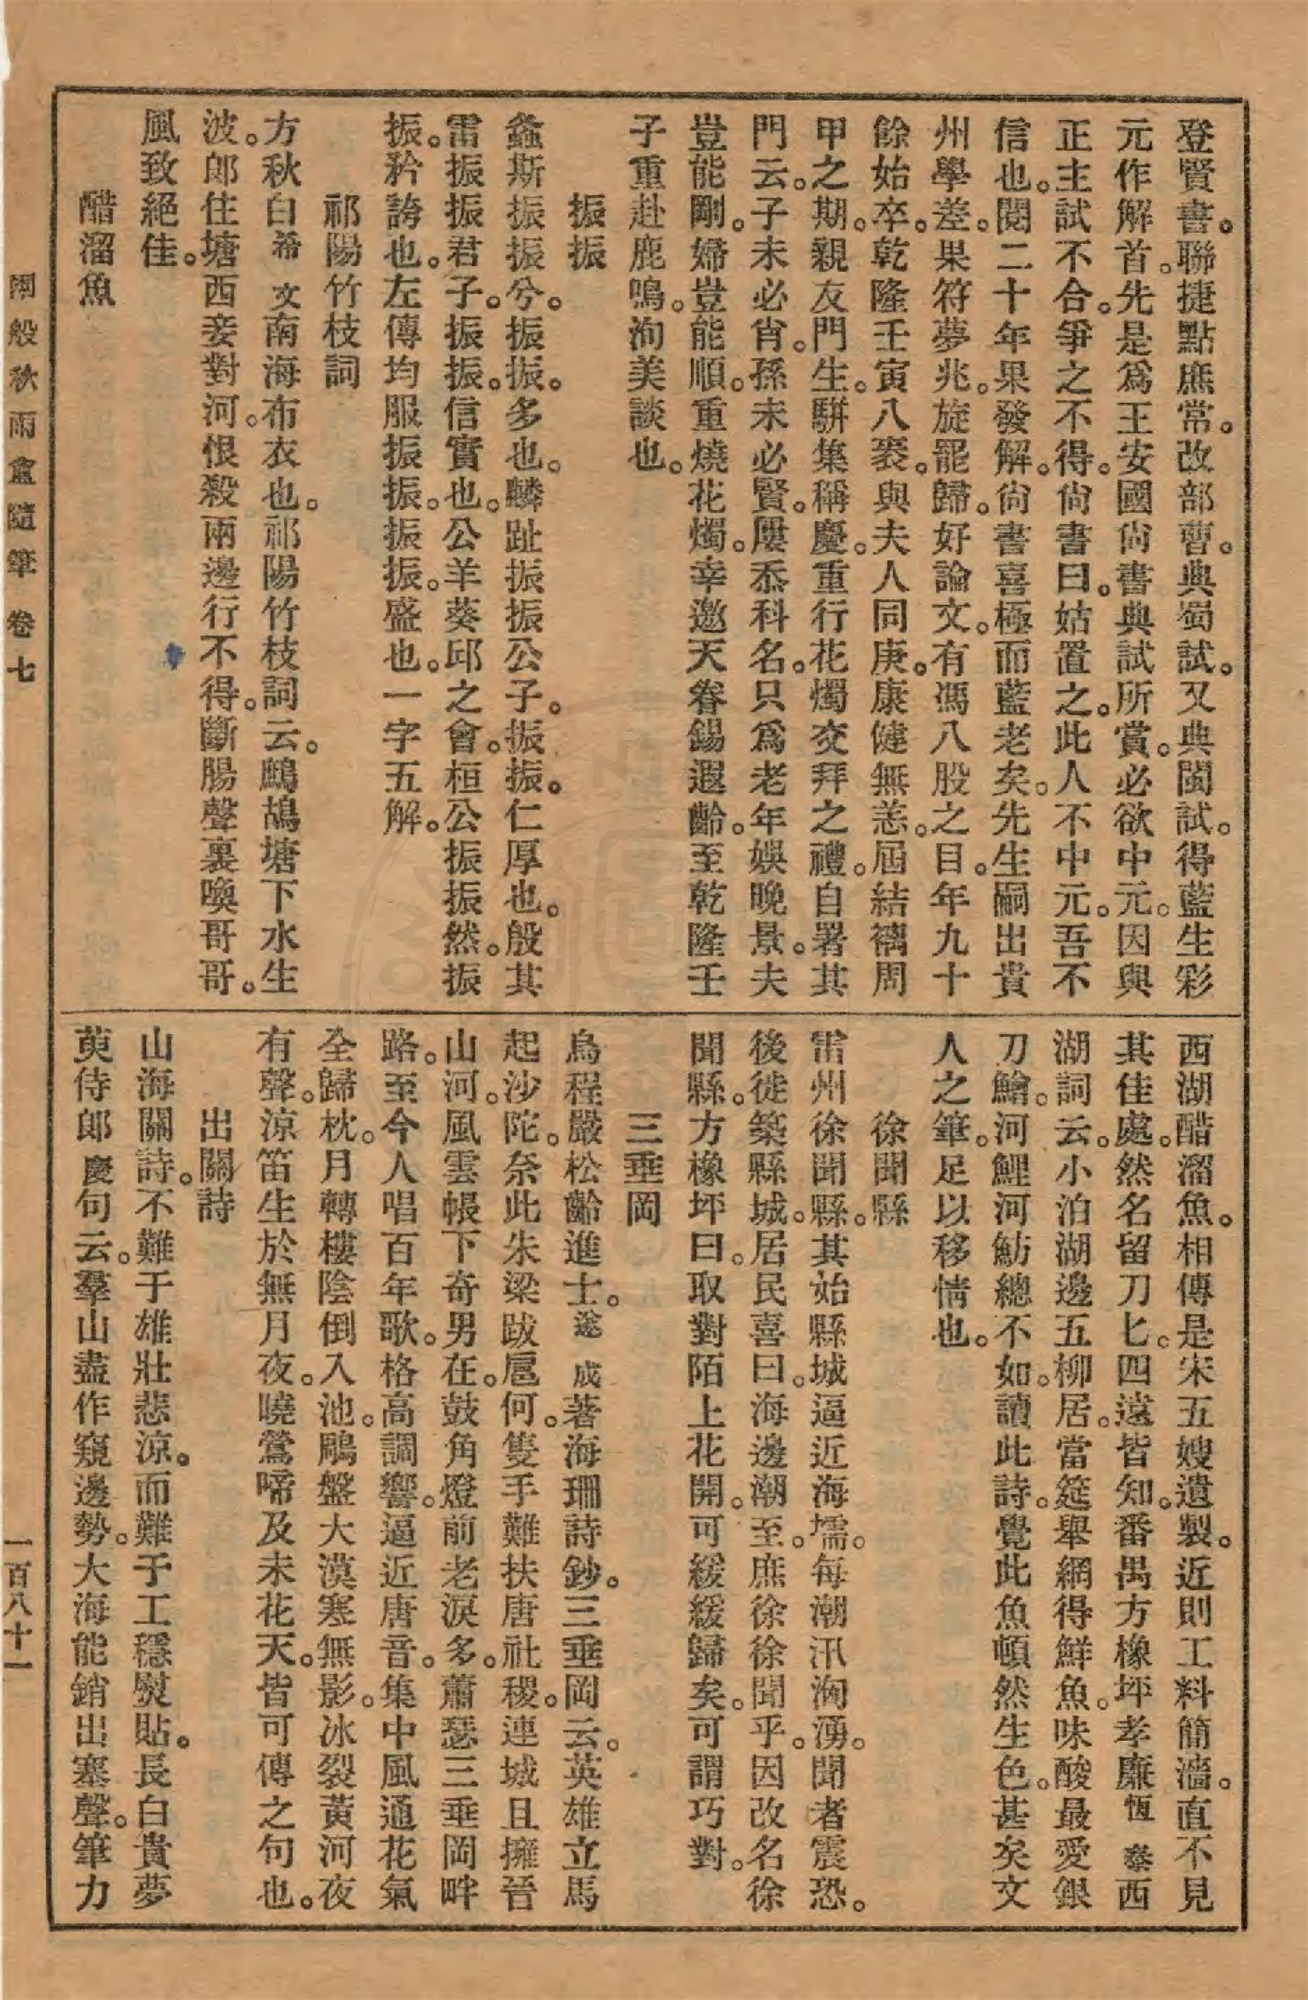 登賢書。聯捷點庶常。改部曹。典蜀試。又典閩試。得藍生彩
元作解首。先是爲王安國尙書典試所賞。必欲中元。因與
正主試不合。爭之不得。尙書曰。姑置之。此人不中元。吾不
信也。閱二十年果發解。尙書喜極。而藍老矣。先生嗣出貴
州學差。果符夢兆。旋罷歸。好論文。有馮八股之目。年九十
餘始卒。乾隆壬寅八袠。與夫人同庚。康健無恙。屆結褵周
甲之期。親友門生。駢集稱慶。重行花燭交拜之禮。自署其
門云。子未必肖。孫未必賢。屢忝科名。只爲老年娛晚景。夫
豈能剛。婦豈能順。重燒花燭。幸邀天眷錫遐齡。至乾隆壬
子重赴鹿鳴。洵美談也。
振振
螽斯振振兮。振振。多也。麟趾振振公子。振振。仁厚也。殷其
雷振振君子。振振。信實也。公羊葵邱之會。桓公振振然。振
振。矜誇也。左傳均服振振。振振。盛也。一字五解。
祁陽竹枝詞
方秋白希文南海布衣也。祁陽竹枝詞云。鷓鴣塘下水生
波。郎住塘西妾對河。恨殺兩邊行不得。斷腸聲裏喚哥哥。
風致絕佳。
醋溜魚
西湖醋溜魚。相傳是宋五嫂遺製。近則工料簡濇。直不見
其佳處。然名留刀匕。四遠皆知。番禺方橡坪孝廉恆泰西
湖詞云。小泊湖邊五柳居。當筵舉網得鮮魚。味酸最愛銀
刀鱠。河鯉河魴總不如。讀此詩。覺此魚頓然生色。甚矣文
人之筆。足以移情也。
徐聞縣
雷州徐聞縣。其始縣城逼近海壖。每潮汛洶湧。聞者震恐。
後徙築縣城。居民喜曰。海邊潮至。庶徐徐聞乎。因改名徐
聞縣。方橡坪曰。取對陌上花開。可緩緩歸矣。可謂巧對。
三垂岡
烏程嚴松齡進士。遂成著海珊詩鈔。三垂岡云。英雄立馬
起沙陀。奈此朱梁跋扈何。隻手難扶唐社稷。連城且擁晉
山河。風雲帳下奇男在。鼓角燈前老淚多。蕭瑟三垂岡畔
路。至今人唱百年歌。格高調響。逼近唐音。集中風通花氣
全歸枕。月轉樓陰倒入池。鵰盤大漠寒無影。冰裂黃河夜
有聲。涼笛生於無月夜。曉鶯啼及未花天。皆可傳之句也。
出關詩
山海關詩。不難于雄壯悲涼。而難于工穩熨貼。長白貴夢
萸侍郎慶句云。羣山盡作窺邊勢。大海能銷出塞聲。筆力
兩般秋雨盦隨筆 卷七
一百八十一